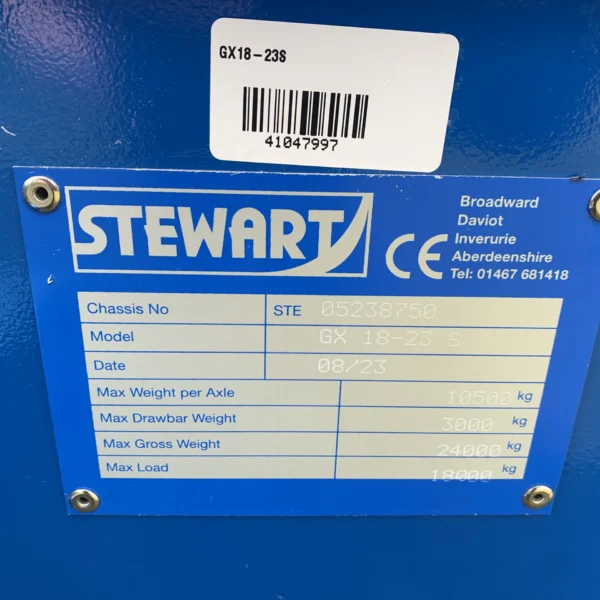 GX18-23S
41047997
STEWART
CE
Broadward
Daviot
Inverurie
Aberdeenshire
Tel: 01467 681418
Chassis No STE 05238750
Model GX 18-23 S
Date 08/23
Max Weight per Axle 10500 kg
Max Drawbar Weight 3000 kg
Max Gross Weight 24000 kg
Max Load 18000 kg